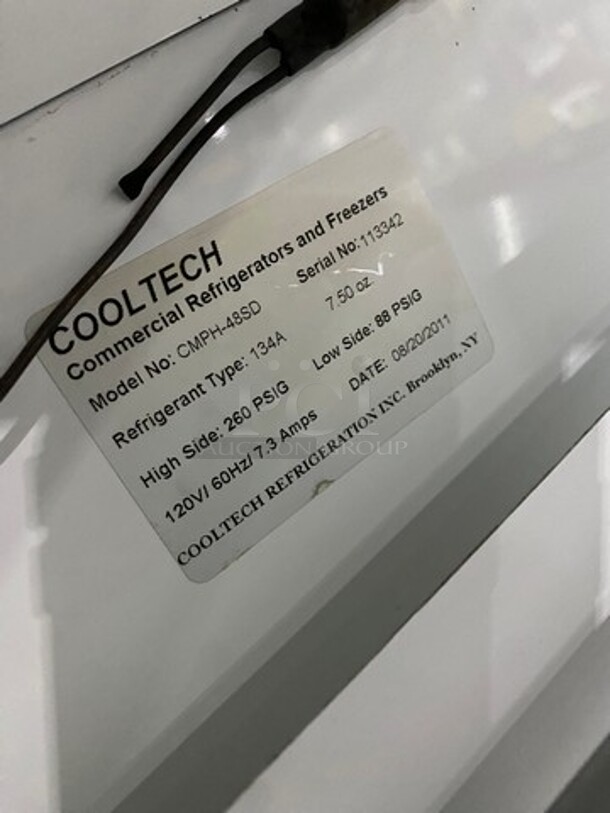 COOLTECH
Commercial Refrigerators and Freezers
Model No: CMPH-48SD Serial No: 113342
Refrigerant Type: 134A 7.50 oz.
High Side: 260 PSIG Low Side: 88 PSIG
120V/ 60Hz/ 7.3 Amps DATE: 08/20/2011
COOLTECH REFRIGERATION INC. Brooklyn, NY
AUCTION GROUP